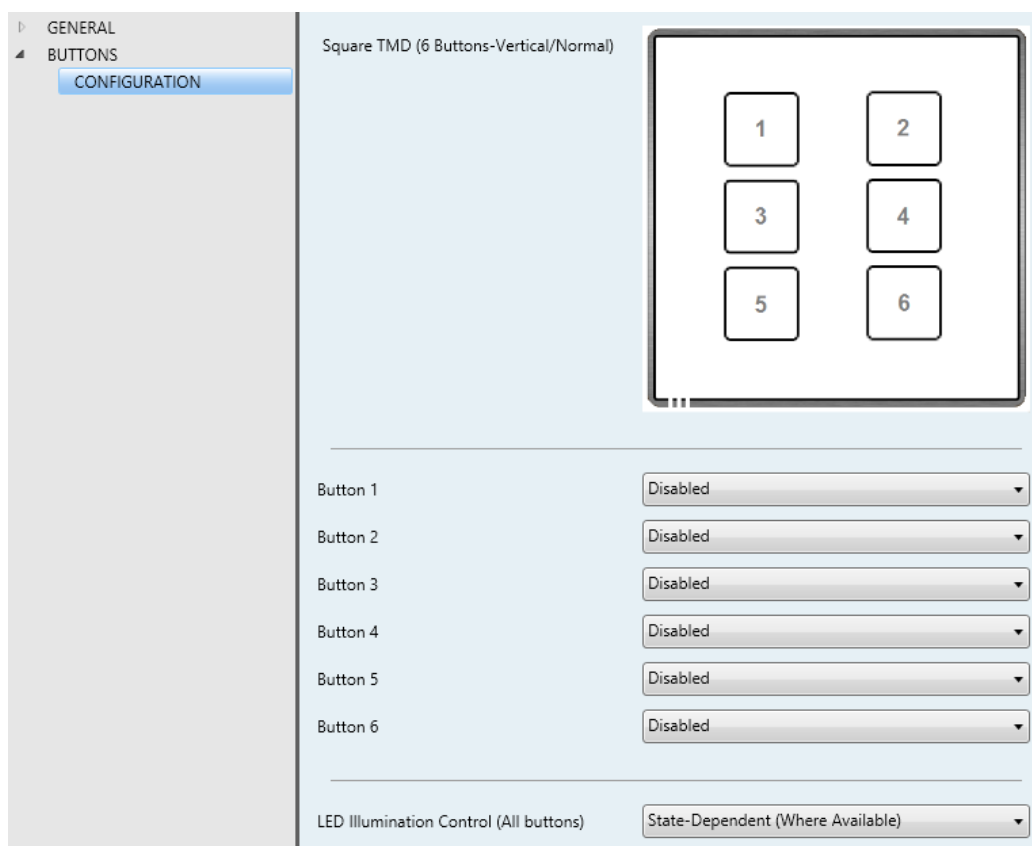 GENERAL
BUTTONS
CONFIGURATION
Square TMD (6 Buttons-Vertical/Normal)
1 2
3 4
5 6
Button 1 Disabled
Button 2 Disabled
Button 3 Disabled
Button 4 Disabled
Button 5 Disabled
Button 6 Disabled
LED Illumination Control (All buttons) State-Dependent (Where Available)